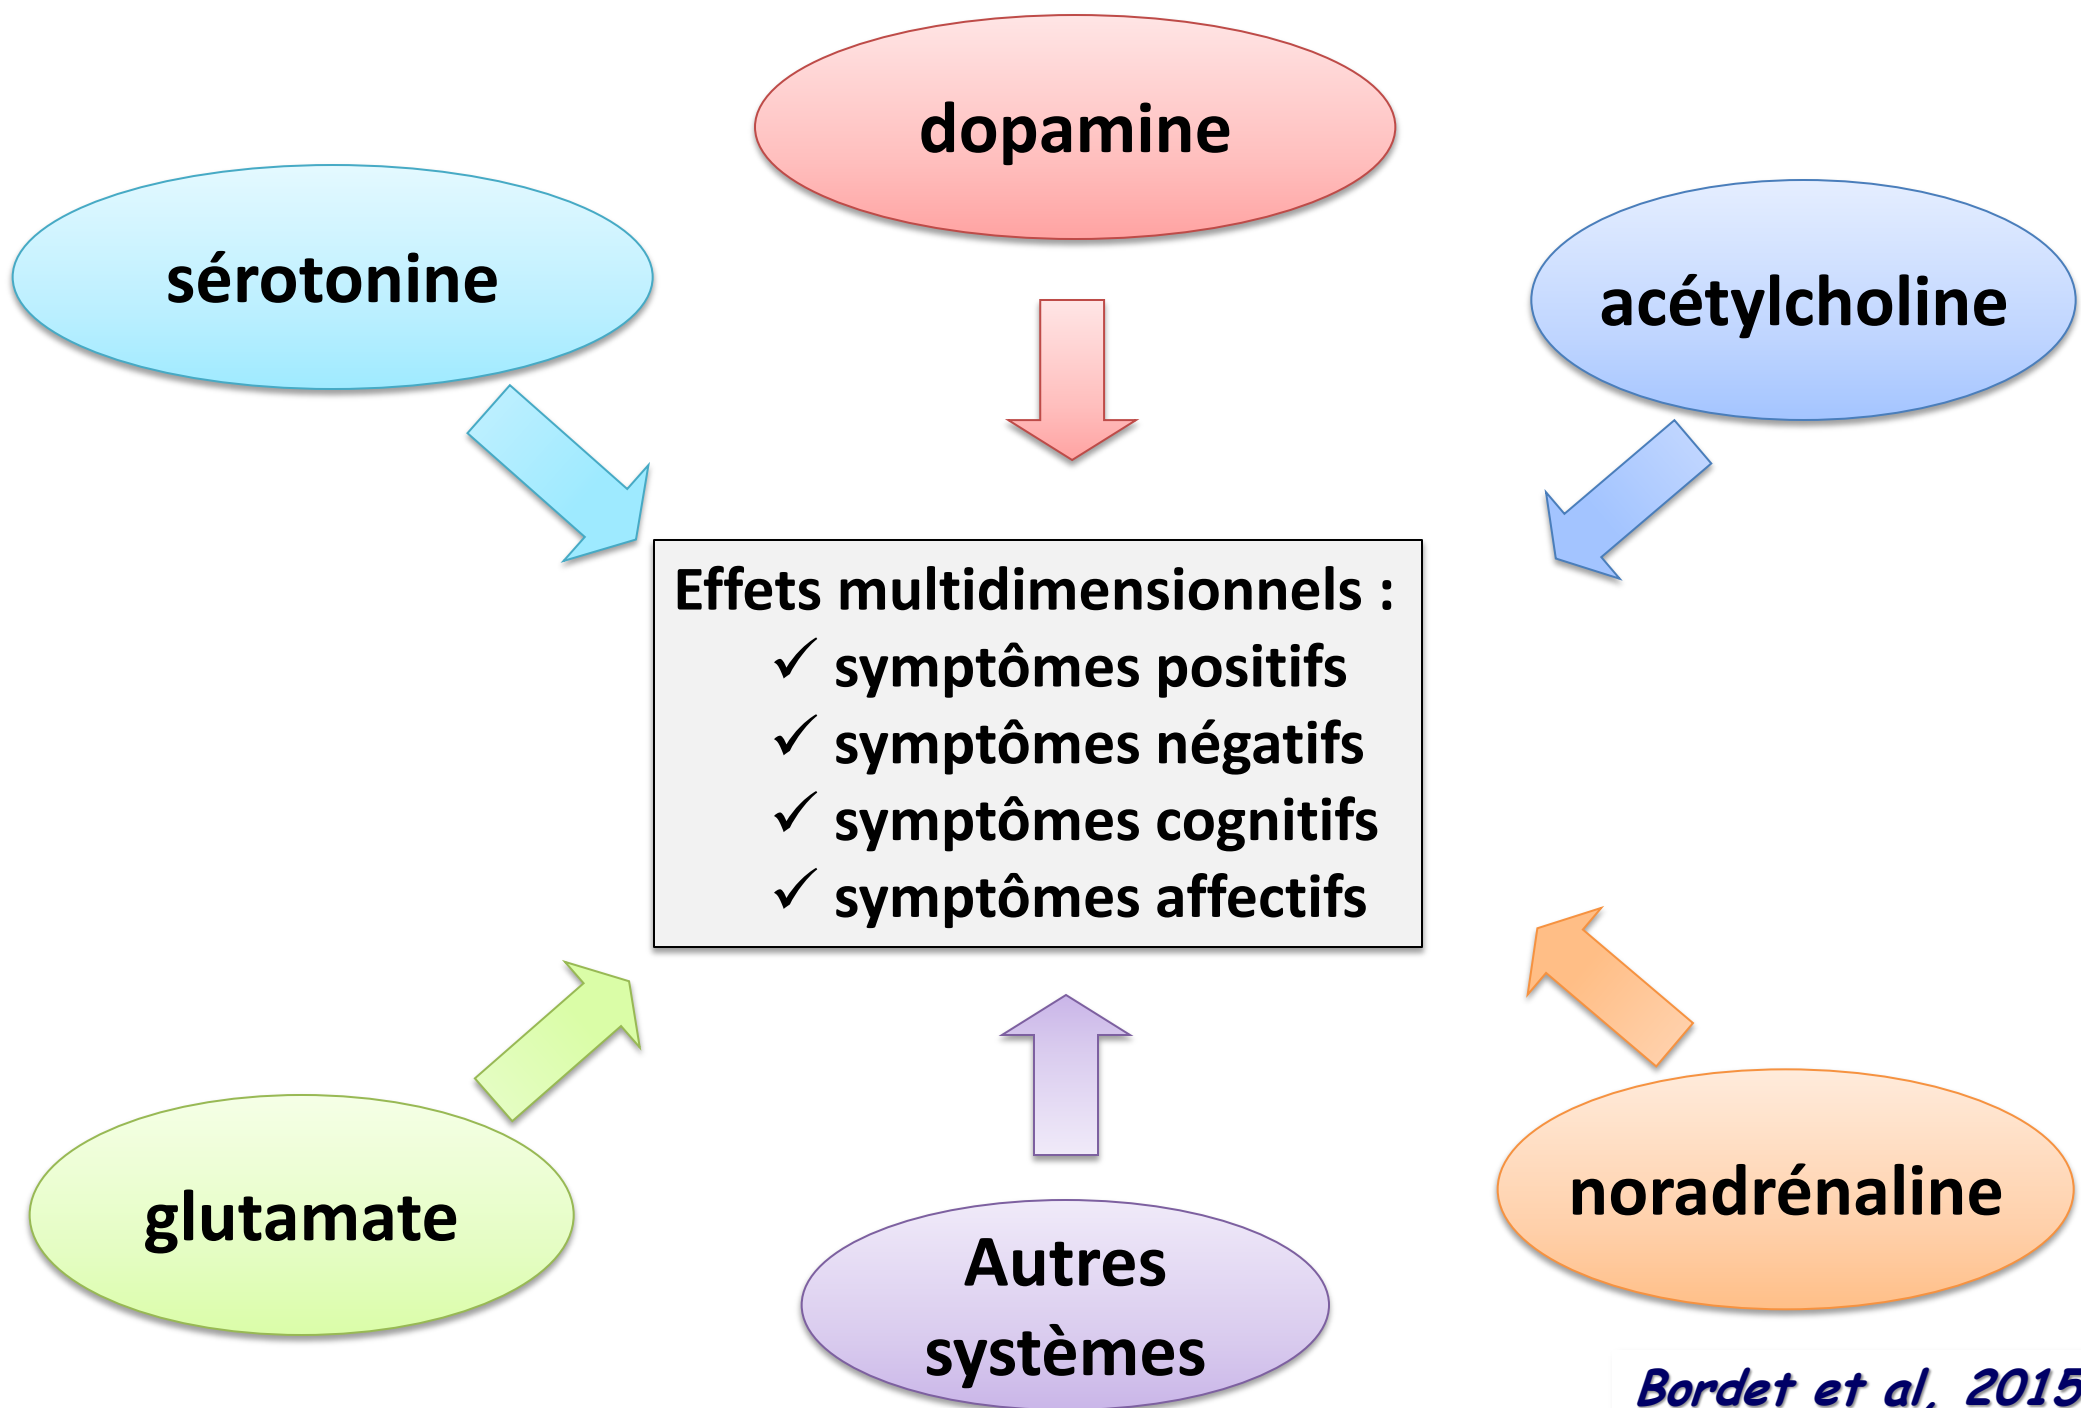 dopamine
sérotonine
acétylcholine
Effets multidimensionnels :
✓ symptômes positifs
✓ symptômes négatifs
✓ symptômes cognitifs
✓ symptômes affectifs
glutamate
noradrénaline
Autres
systèmes
Bordet et al, 2015